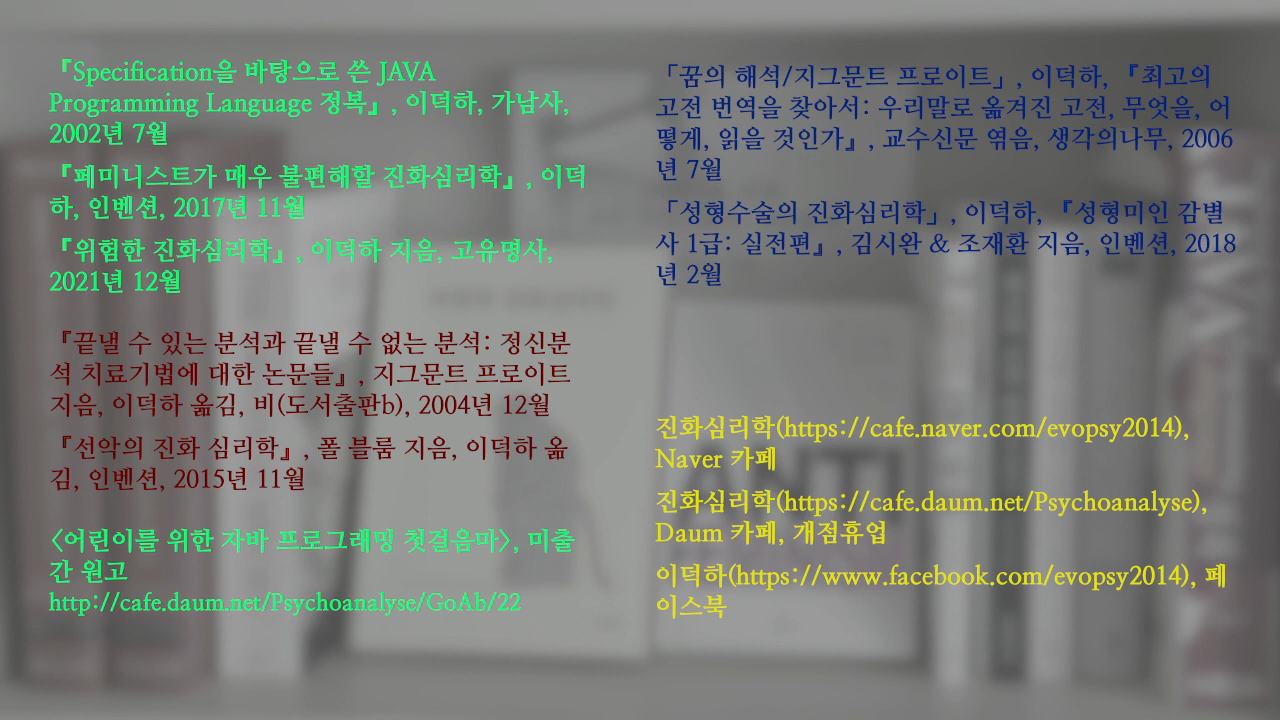 『Specification을 바탕으로 쓴 JAVA
Programming Language 정복』, 이덕하, 가남사,
2002년 7월
『페미니스트가 매우 불편해할 진화심리학』, 이덕
하, 인벤션, 2017년 11월
『위험한 진화심리학』, 이덕하 지음, 고유명사,
2021년 12월
『끝낼 수 있는 분석과 끝낼 수 없는 분석: 정신분
석 치료기법에 대한 논문들』, 지그문트 프로이트
지음, 이덕하 옮김, 비(도서출판b), 2004년 12월
『선악의 진화 심리학』, 폴 블룸 지음, 이덕하 옮
김, 인벤션, 2015년 11월
<어린이를 위한 자바 프로그래밍 첫걸음마>, 미출
간 원고
http://cafe.daum.net/Psychoanalyse/GoAb/22
「꿈의 해석/지그문트 프로이트」, 이덕하, 『최고의
고전 번역을 찾아서: 우리말로 옮겨진 고전, 무엇을, 어
떻게, 읽을 것인가』, 교수신문 엮음, 생각의나무, 2006
년 7월
「성형수술의 진화심리학」, 이덕하, 『성형미인 감별
사 1급: 실전편』, 김시완 & 조재환 지음, 인벤션, 2018
년 2월
진화심리학(https://cafe.naver.com/evopsy2014),
Naver 카페
진화심리학(https://cafe.daum.net/Psychoanalyse),
Daum 카페, 개점휴업
이덕하(https://www.facebook.com/evopsy2014), 페
이스북